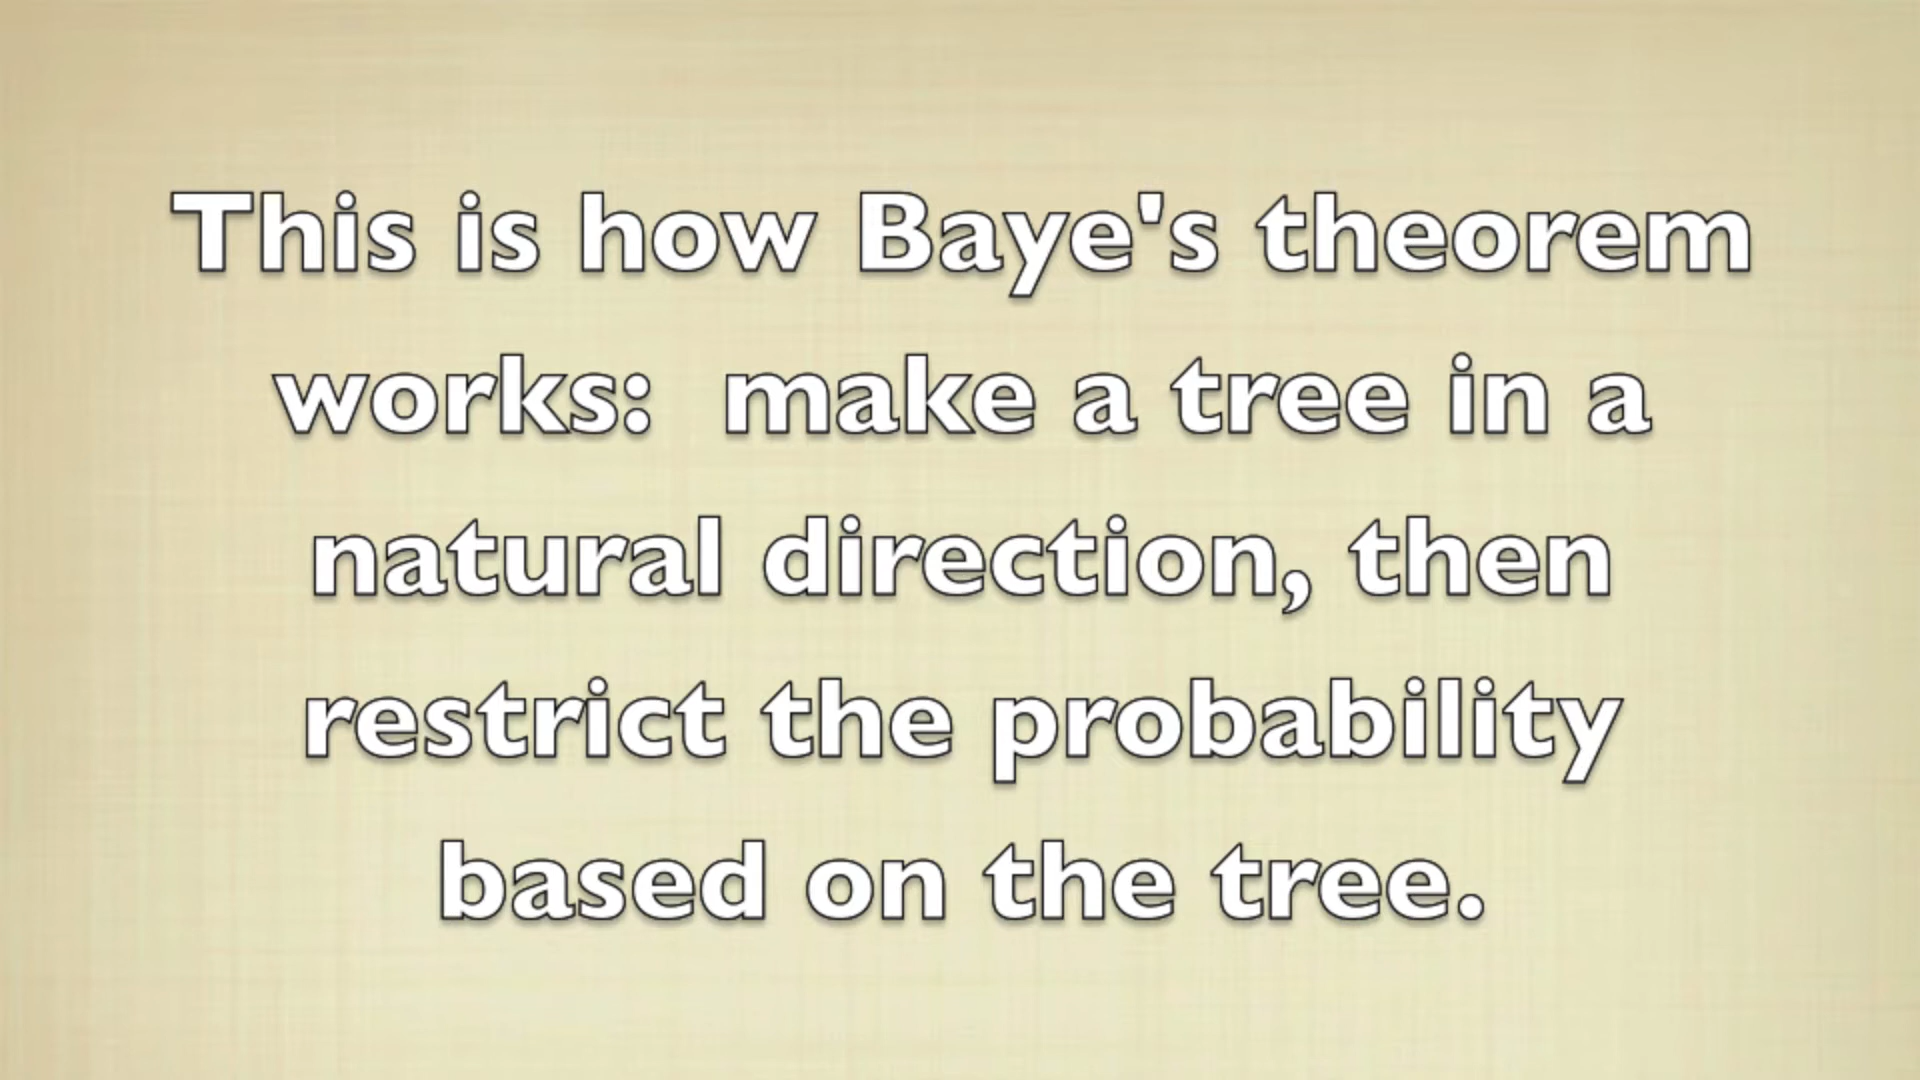 This is how Baye's theorem
works:  make a tree in a
natural direction, then
restrict the probability
based on the tree.